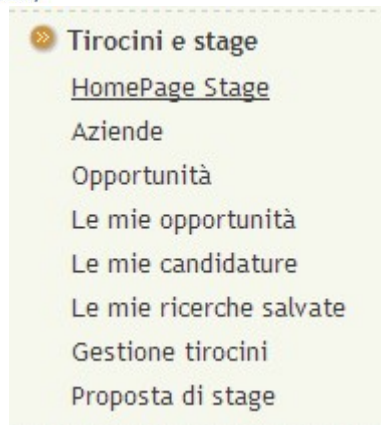 Tirocini e stage
HomePage Stage
Aziende
Opportunità
Le mie opportunità
Le mie candidature
Le mie ricerche salvate
Gestione tirocini
Proposta di stage